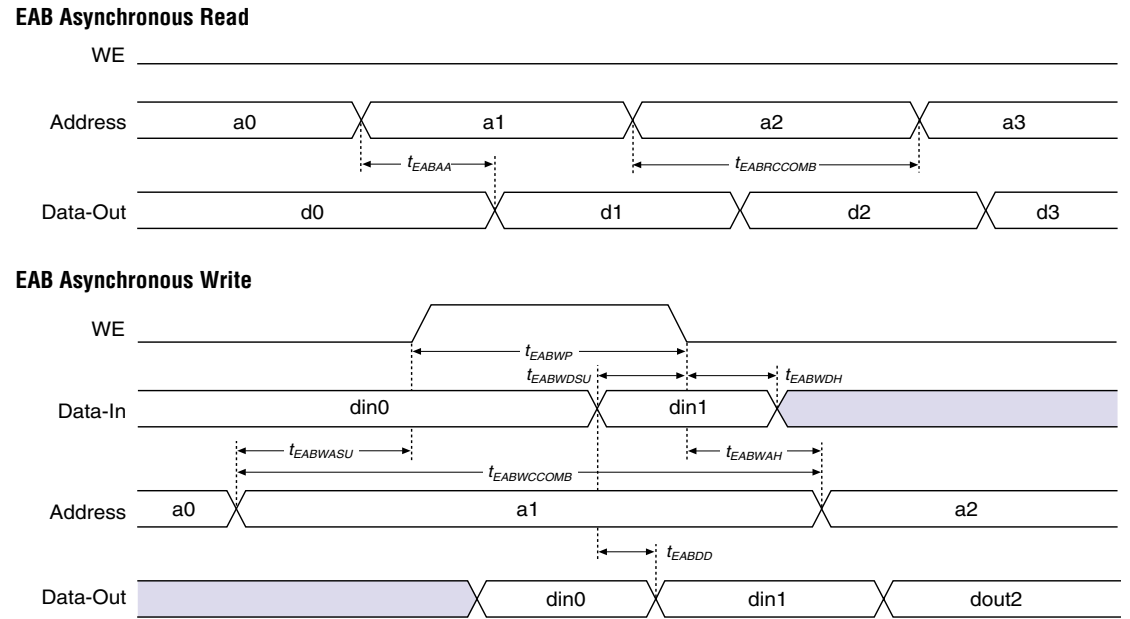 EAB Asynchronous Read
WE
Address a0 a1 a2 a3
tEABAA tEABRCCOMB
Data-Out d0 d1 d2 d3
EAB Asynchronous Write
WE
tEABWP
tEABWDSU tEABWDH
Data-In din0 din1
tEABWASU tEABWAH
tEABWCCOMB
Address a0 a1 a2
tEABDD
Data-Out din0 din1 dout2